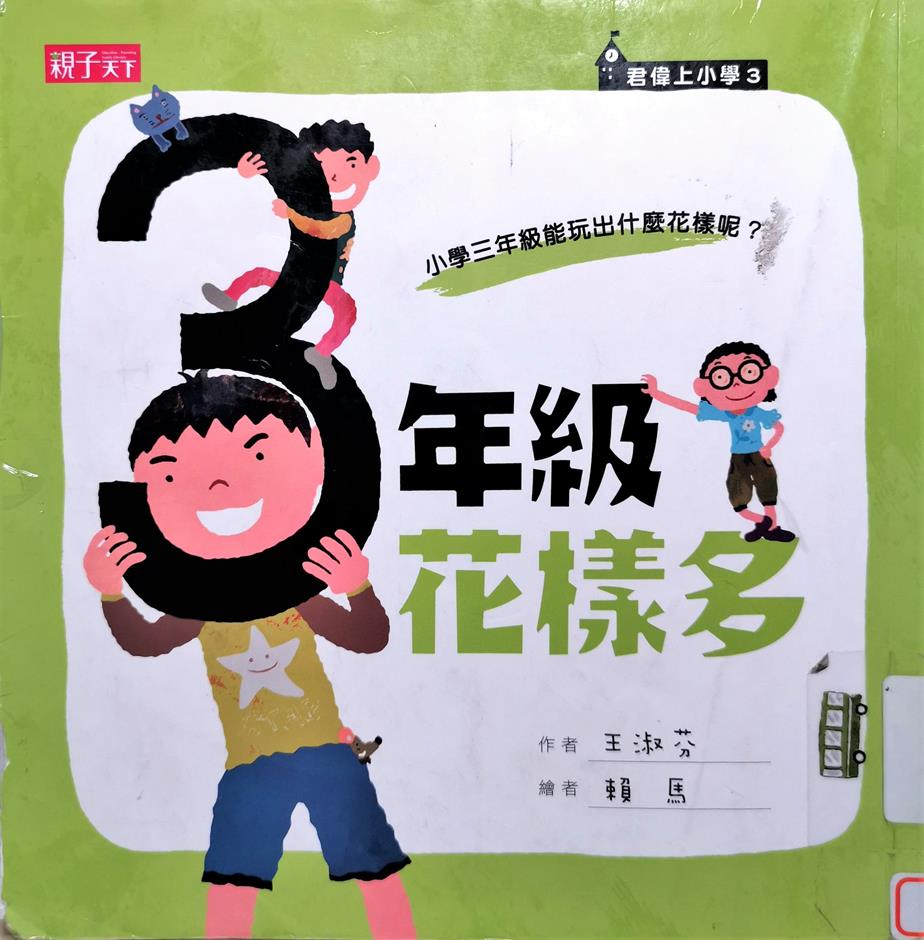 親子天下
君偉上小學3
小學三年級能玩出什麼花樣呢？
3年級
花樣多
作者 王淑芬
繪者 賴馬